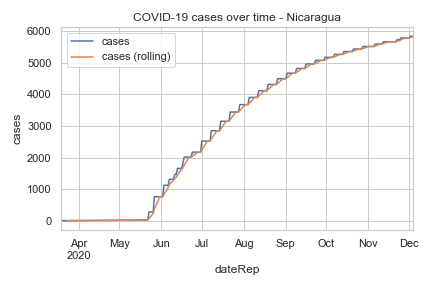 COVID-19 cases over time - Nicaragua
cases
cases (rolling)
6000
5000
4000
3000
2000
1000
0
cases
Apr May Jun Jul Aug Sep Oct Nov Dec
2020
dateRep